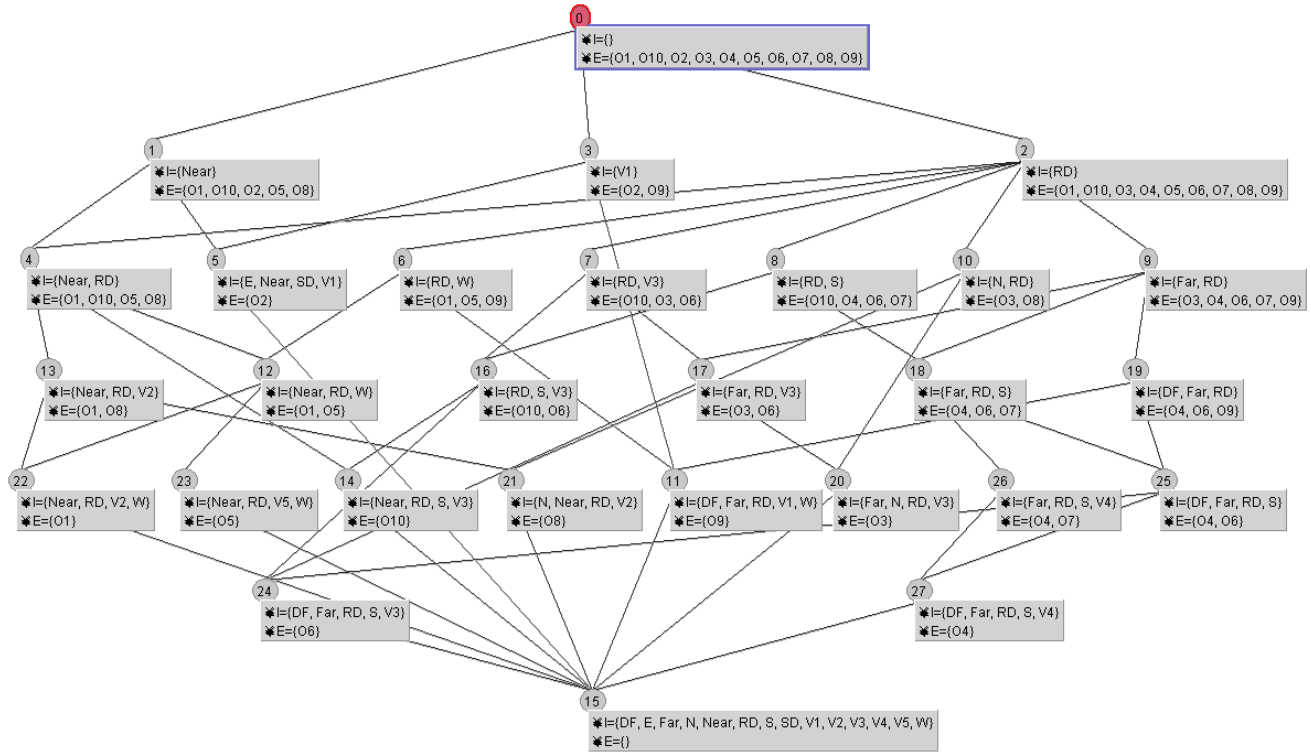 0
I={}
E={O1, O10, O2, O3, O4, O5, O6, O7, O8, O9}
1
I={Near}
E={O1, O10, O2, O5, O8}
3
I={V1}
E={O2, O9}
2
I={RD}
E={O1, O10, O3, O4, O5, O6, O7, O8, O9}
4
I={Near, RD}
E={O1, O10, O5, O8}
5
I={E, Near, SD, V1}
E={O2}
6
I={RD, W}
E={O1, O5, O9}
7
I={RD, V3}
E={O10, O3, O6}
8
I={RD, S}
E={O10, O4, O6, O7}
10
I={N, RD}
E={O3, O8}
9
I={Far, RD}
E={O3, O4, O6, O7, O9}
13
I={Near, RD, V2}
E={O1, O8}
12
I={Near, RD, W}
E={O1, O5}
16
I={RD, S, V3}
E={O10, O6}
17
I={Far, RD, V3}
E={O3, O6}
18
I={Far, RD, S}
E={O4, O6, O7}
19
I={DF, Far, RD}
E={O4, O6, O9}
22
I={Near, RD, V2, W}
E={O1}
23
I={Near, RD, V5, W}
E={O5}
14
I={Near, RD, S, V3}
E={O10}
21
I={N, Near, RD, V2}
E={O8}
11
I={DF, Far, RD, V1, W}
E={O9}
20
I={Far, N, RD, V3}
E={O3}
26
I={Far, RD, S, V4}
E={O4, O7}
25
I={DF, Far, RD, S}
E={O4, O6}
24
I={DF, Far, RD, S, V3}
E={O6}
27
I={DF, Far, RD, S, V4}
E={O4}
15
I={DF, E, Far, N, Near, RD, S, SD, V1, V2, V3, V4, V5, W}
E={}